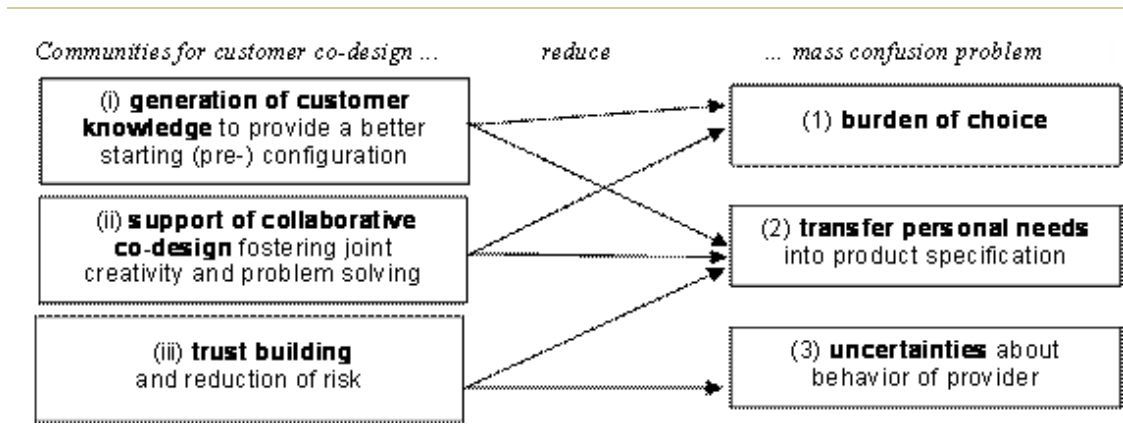 Communities for customer co-design ... reduce ... mass confusion problem
(i) generation of customer
knowledge to provide a better
starting (pre-) configuration
(1) burden of choice
(ii) support of collaborative
co-design fostering joint
creativity and problem solving
(2) transfer personal needs
into product specification
(iii) trust building
and reduction of risk
(3) uncertainties about
behavior of provider